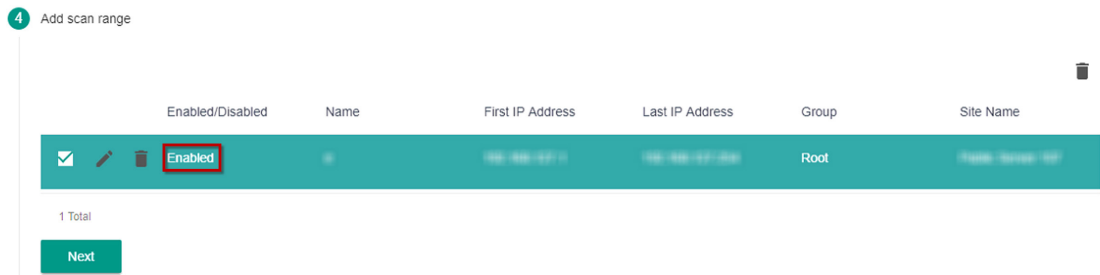 4 Add scan range
Enabled/Disabled Name First IP Address Last IP Address Group Site Name
Enabled Root
1 Total
Next